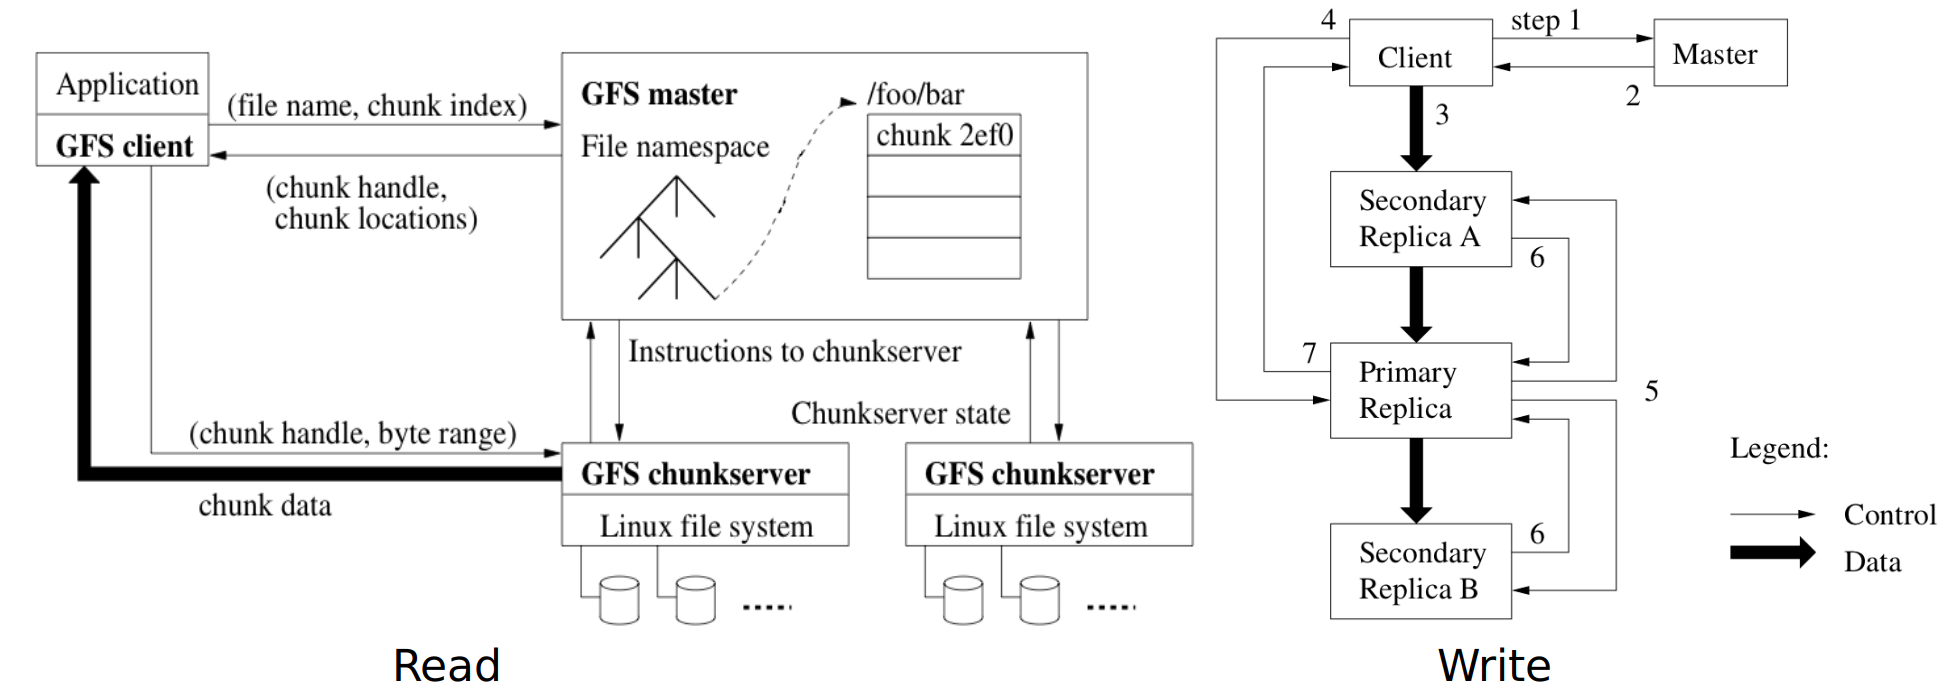 Application
GFS client
(file name, chunk index)
(chunk handle,
chunk locations)
GFS master
File namespace
/foo/bar
chunk 2ef0
Instructions to chunkserver
Chunkserver state
(chunk handle, byte range)
chunk data
GFS chunkserver
Linux file system
GFS chunkserver
Linux file system
Read
4
step 1
Client
Master
2
3
Secondary
Replica A
6
7
Primary
Replica
5
6
Secondary
Replica B
Legend:
Control
Data
Write